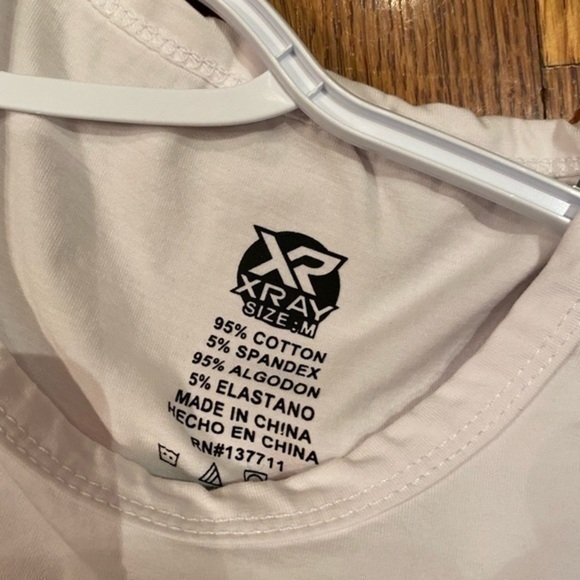 XR
XRAY
SIZE:M
95% COTTON
5% SPANDEX
95% ALGODON
5% ELASTANO
MADE IN CHINA
HECHO EN CHINA
RN#137711